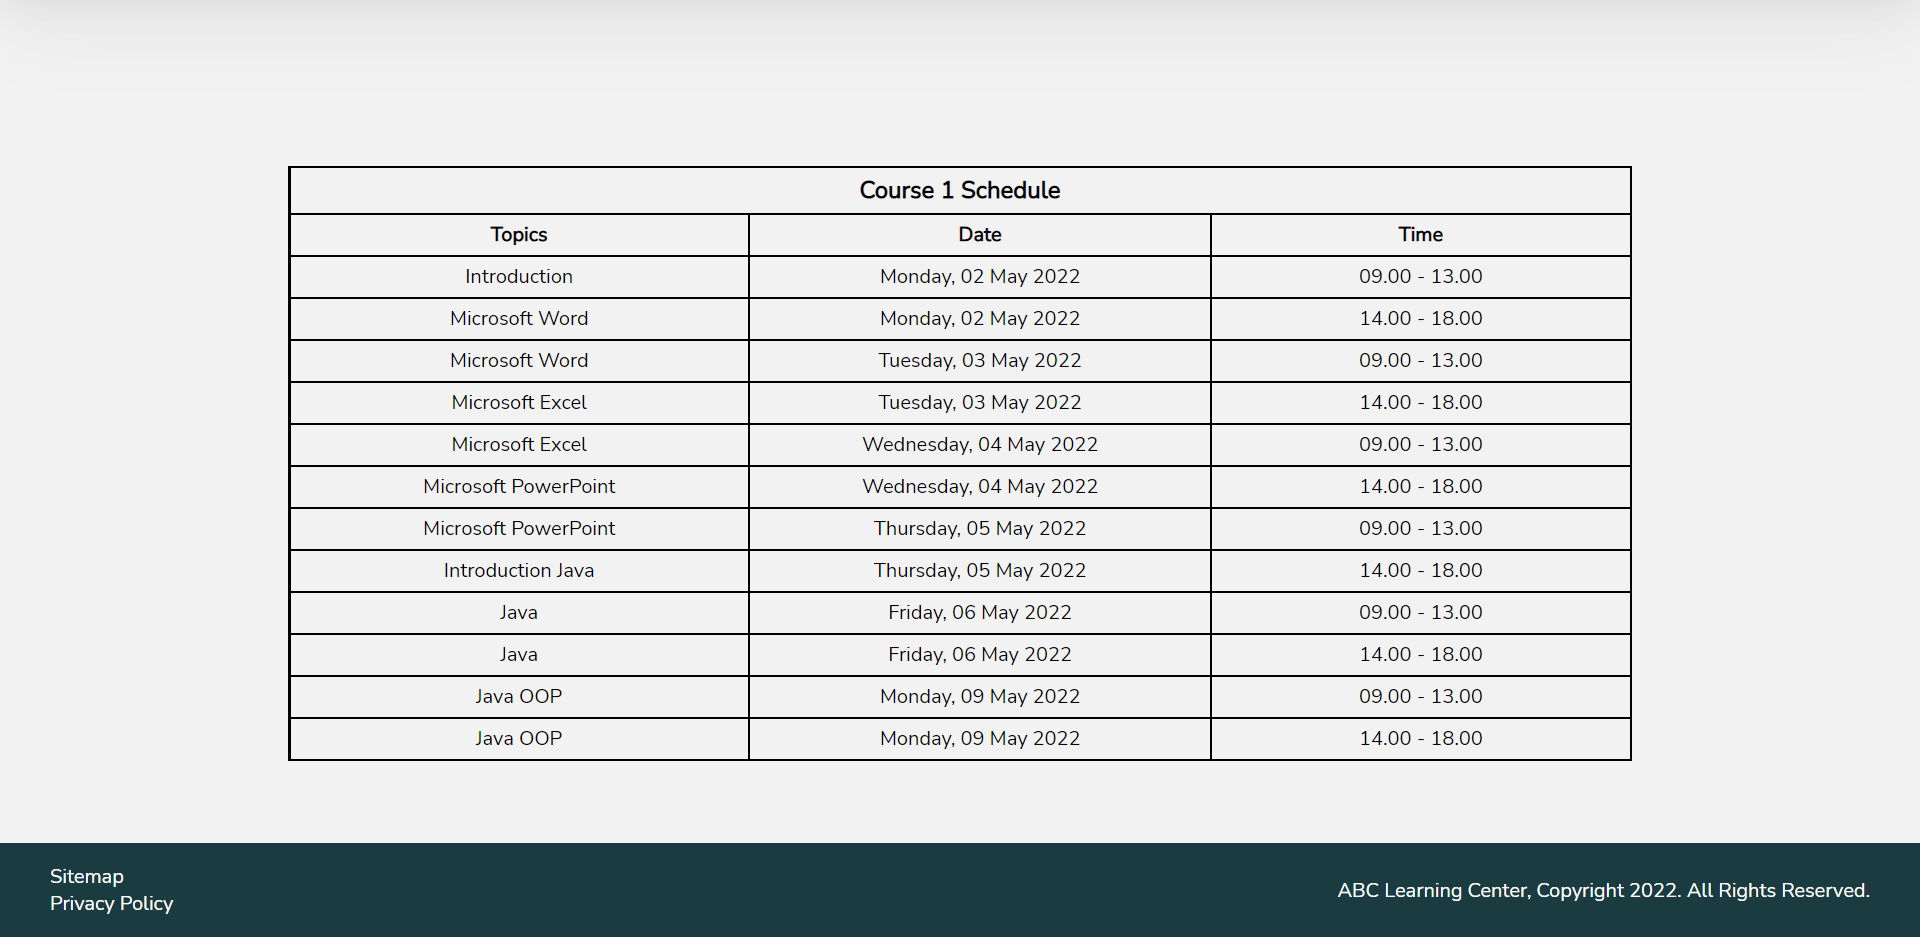 Course 1 Schedule
Topics Date Time
Introduction Monday, 02 May 2022 09.00 - 13.00
Microsoft Word Monday, 02 May 2022 14.00 - 18.00
Microsoft Word Tuesday, 03 May 2022 09.00 - 13.00
Microsoft Excel Tuesday, 03 May 2022 14.00 - 18.00
Microsoft Excel Wednesday, 04 May 2022 09.00 - 13.00
Microsoft PowerPoint Wednesday, 04 May 2022 14.00 - 18.00
Microsoft PowerPoint Thursday, 05 May 2022 09.00 - 13.00
Introduction Java Thursday, 05 May 2022 14.00 - 18.00
Java Friday, 06 May 2022 09.00 - 13.00
Java Friday, 06 May 2022 14.00 - 18.00
Java OOP Monday, 09 May 2022 09.00 - 13.00
Java OOP Monday, 09 May 2022 14.00 - 18.00
Sitemap
Privacy Policy
ABC Learning Center, Copyright 2022. All Rights Reserved.